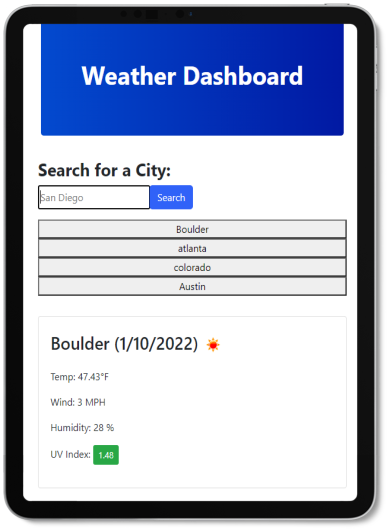 Weather Dashboard
Search for a City:
San Diego Search
Boulder
atlanta
colorado
Austin
Boulder (1/10/2022)
Temp: 47.43°F
Wind: 3 MPH
Humidity: 28 %
UV Index: 1.48